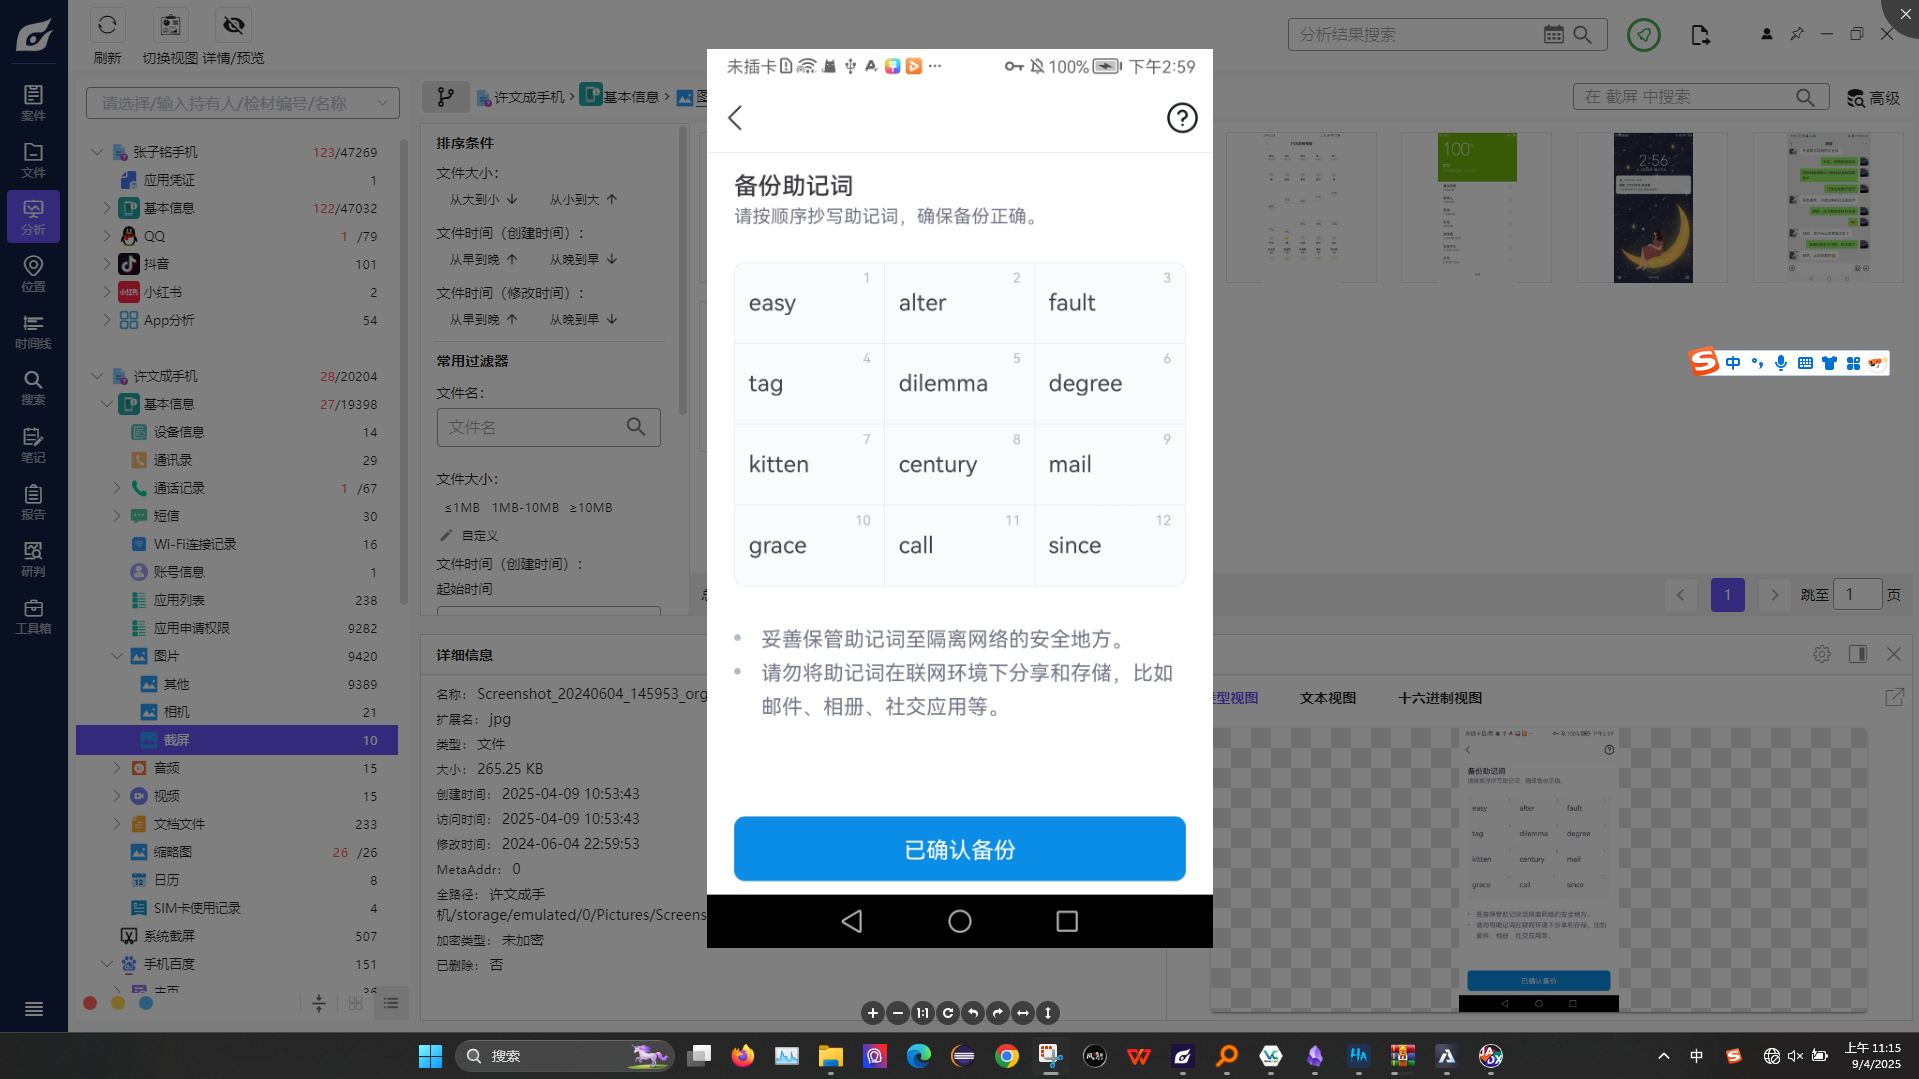 刷新
切换视图
详情/预览
分析结果搜索
案件
文件
分析
位置
时间线
搜索
笔记
报告
研判
工具箱
请选择/输入持有人/检材编号/名称
张子铭手机 123/47269
应用凭证 1
基本信息 122/47032
QQ 1 /79
抖音 101
小红书 2
App分析 54
许文成手机 28/20204
基本信息 27/19398
设备信息 14
通讯录 29
通话记录 1 /67
短信 30
Wi-Fi连接记录 16
账号信息 1
应用列表 238
应用申请权限 9282
图片 9420
其他 9389
相机 21
截屏 10
音频 15
视频 15
文档文件 233
缩略图 26 /26
日历 8
SIM卡使用记录 4
系统截屏 507
手机百度 151
许文成手机 › 基本信息 ›
在 截屏 中搜索
高级
排序条件
文件大小:
从大到小 ↓ 从小到大 ↑
文件时间（创建时间）:
从早到晚 ↑ 从晚到早 ↓
文件时间（修改时间）:
从早到晚 ↑ 从晚到早 ↓
常用过滤器
文件名:
文件名
文件大小:
≤1MB 1MB-10MB ≥10MB
自定义
文件时间（创建时间）:
起始时间
未插卡 100% 下午2:59
备份助记词
请按顺序抄写助记词，确保备份正确。
1 2 3
easy alter fault
4 5 6
tag dilemma degree
7 8 9
kitten century mail
10 11 12
grace call since
• 妥善保管助记词至隔离网络的安全地方。
• 请勿将助记词在联网环境下分享和存储，比如
邮件、相册、社交应用等。
已确认备份
100%
2:56
中
1 跳至 1 页
详细信息
名称: Screenshot_20240604_145953_org
扩展名: jpg
类型: 文件
大小: 265.25 KB
创建时间: 2025-04-09 10:53:43
访问时间: 2025-04-09 10:53:43
修改时间: 2024-06-04 22:59:53
MetaAddr: 0
全路径: 许文成手
机/storage/emulated/0/Pictures/Screens
加密类型: 未加密
已删除: 否
型视图 文本视图 十六进制视图
备份助记词
easy alter fault
tag dilemma degree
kitten century mail
grace call since
已确认备份
1:1
搜索
中
上午 11:15
9/4/2025